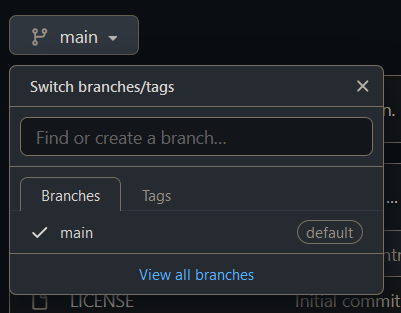 main
Switch branches/tags
Find or create a branch...
Branches
Tags
main
default
View all branches
LICENSE
Initial commit